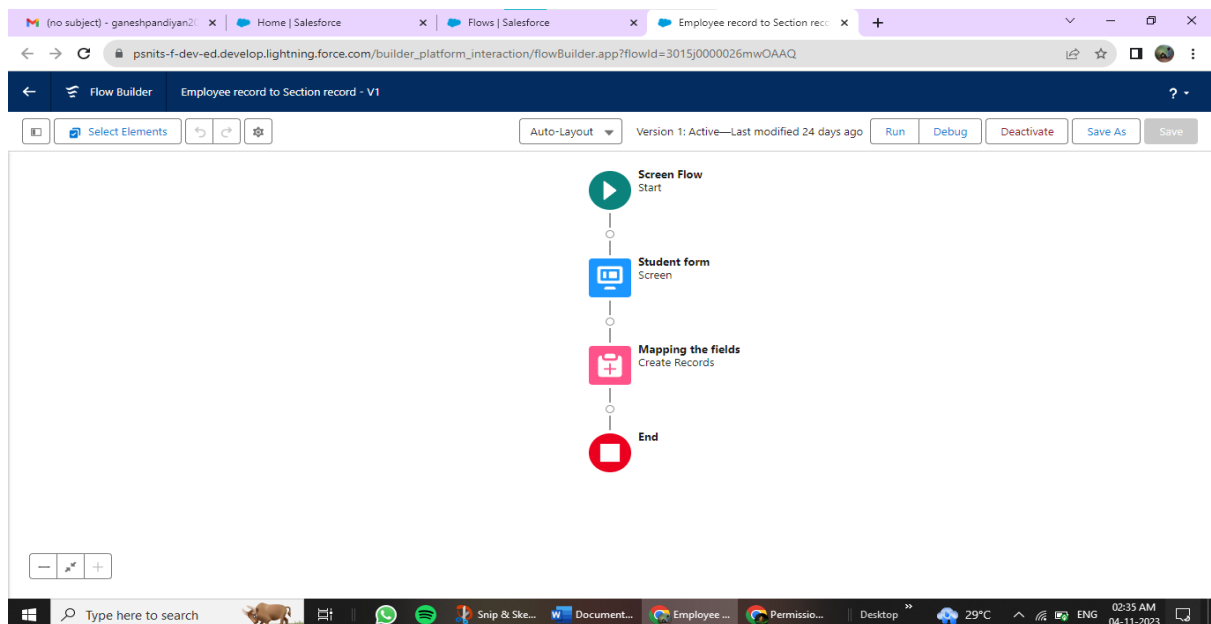 (no subject) - ganeshpandiyan20
Home | Salesforce
Flows | Salesforce
Employee record to Section reco
psnits-f-dev-ed.develop.lightning.force.com/builder_platform_interaction/flowBuilder.app?flowId=3015j0000026mwOAAQ
Flow Builder
Employee record to Section record - V1
?
Select Elements
Auto-Layout
Version 1: Active—Last modified 24 days ago
Run
Debug
Deactivate
Save As
Save
Screen Flow
Start
Student form
Screen
Mapping the fields
Create Records
End
Type here to search
Snip & Ske...
Document...
Employee ...
Permissio...
Desktop
29°C
ENG
02:35 AM
04-11-2023